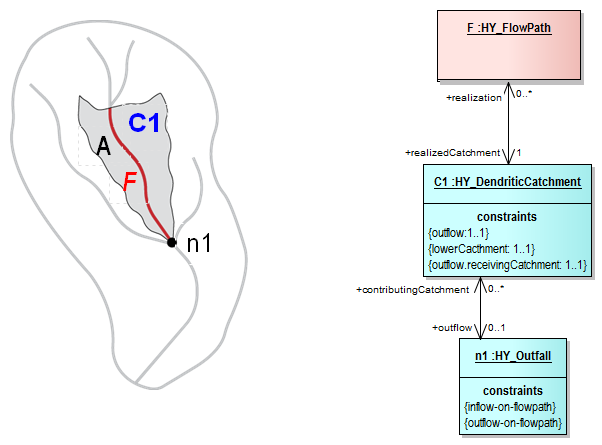 C1
A
F
n1
F :HY_FlowPath
+realization
0..*
+realizedCatchment
1
C1 :HY_DendriticCatchment
constraints
{outflow:1..1}
{lowerCacthment: 1..1}
{outflow.receivingCatchment: 1..1}
+contributingCatchment
0..*
+outflow
0..1
n1 :HY_Outfall
constraints
{inflow-on-flowpath}
{outflow-on-flowpath}